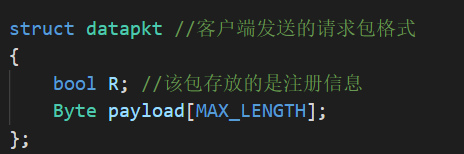 struct datapkt //客户端发送的请求包格式
{
    bool R; //该包存放的是注册信息
    Byte payload[MAX_LENGTH];
};